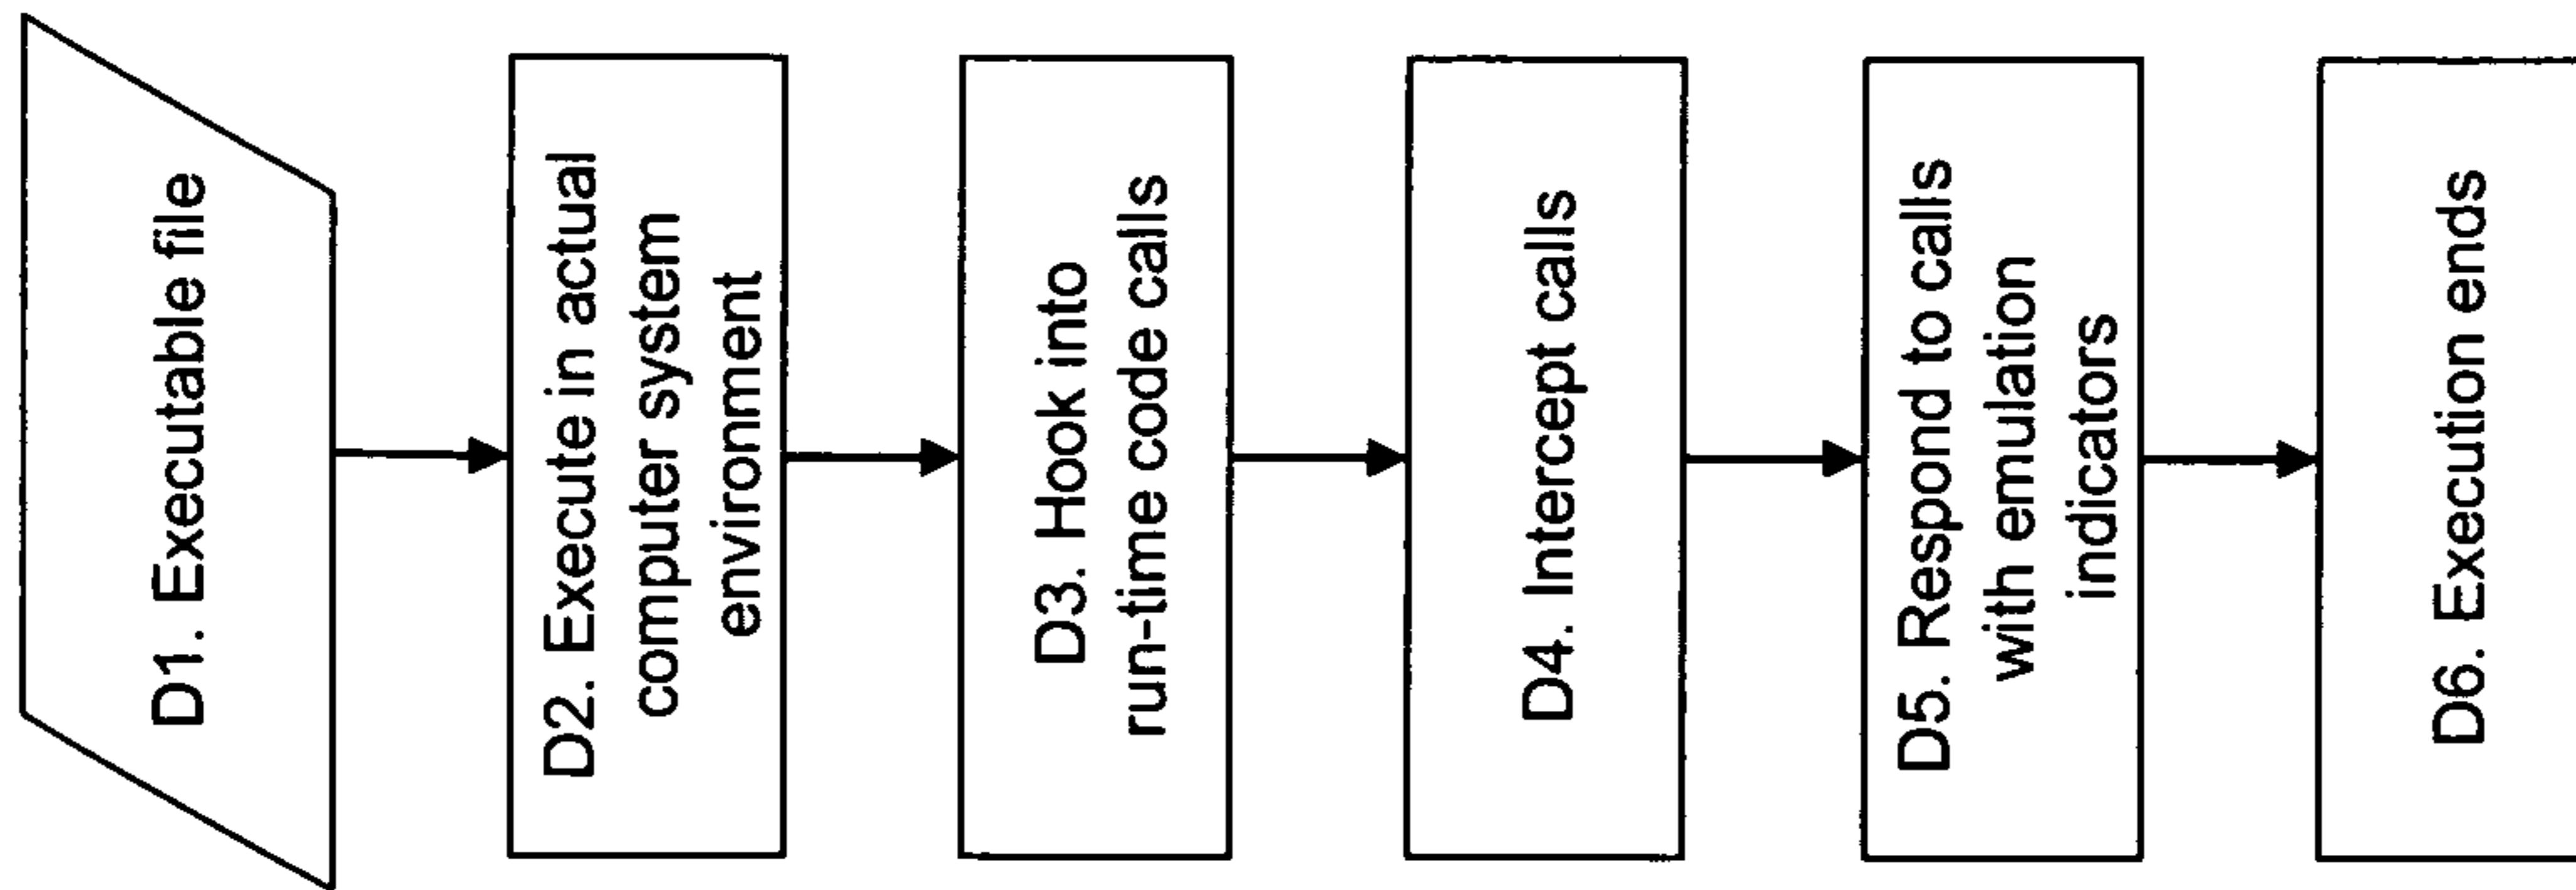 D1. Executable file
D2. Execute in actual
computer system
environment
D3. Hook into
run-time code calls
D4. Intercept calls
D5. Respond to calls
with emulation
indicators
D6. Execution ends